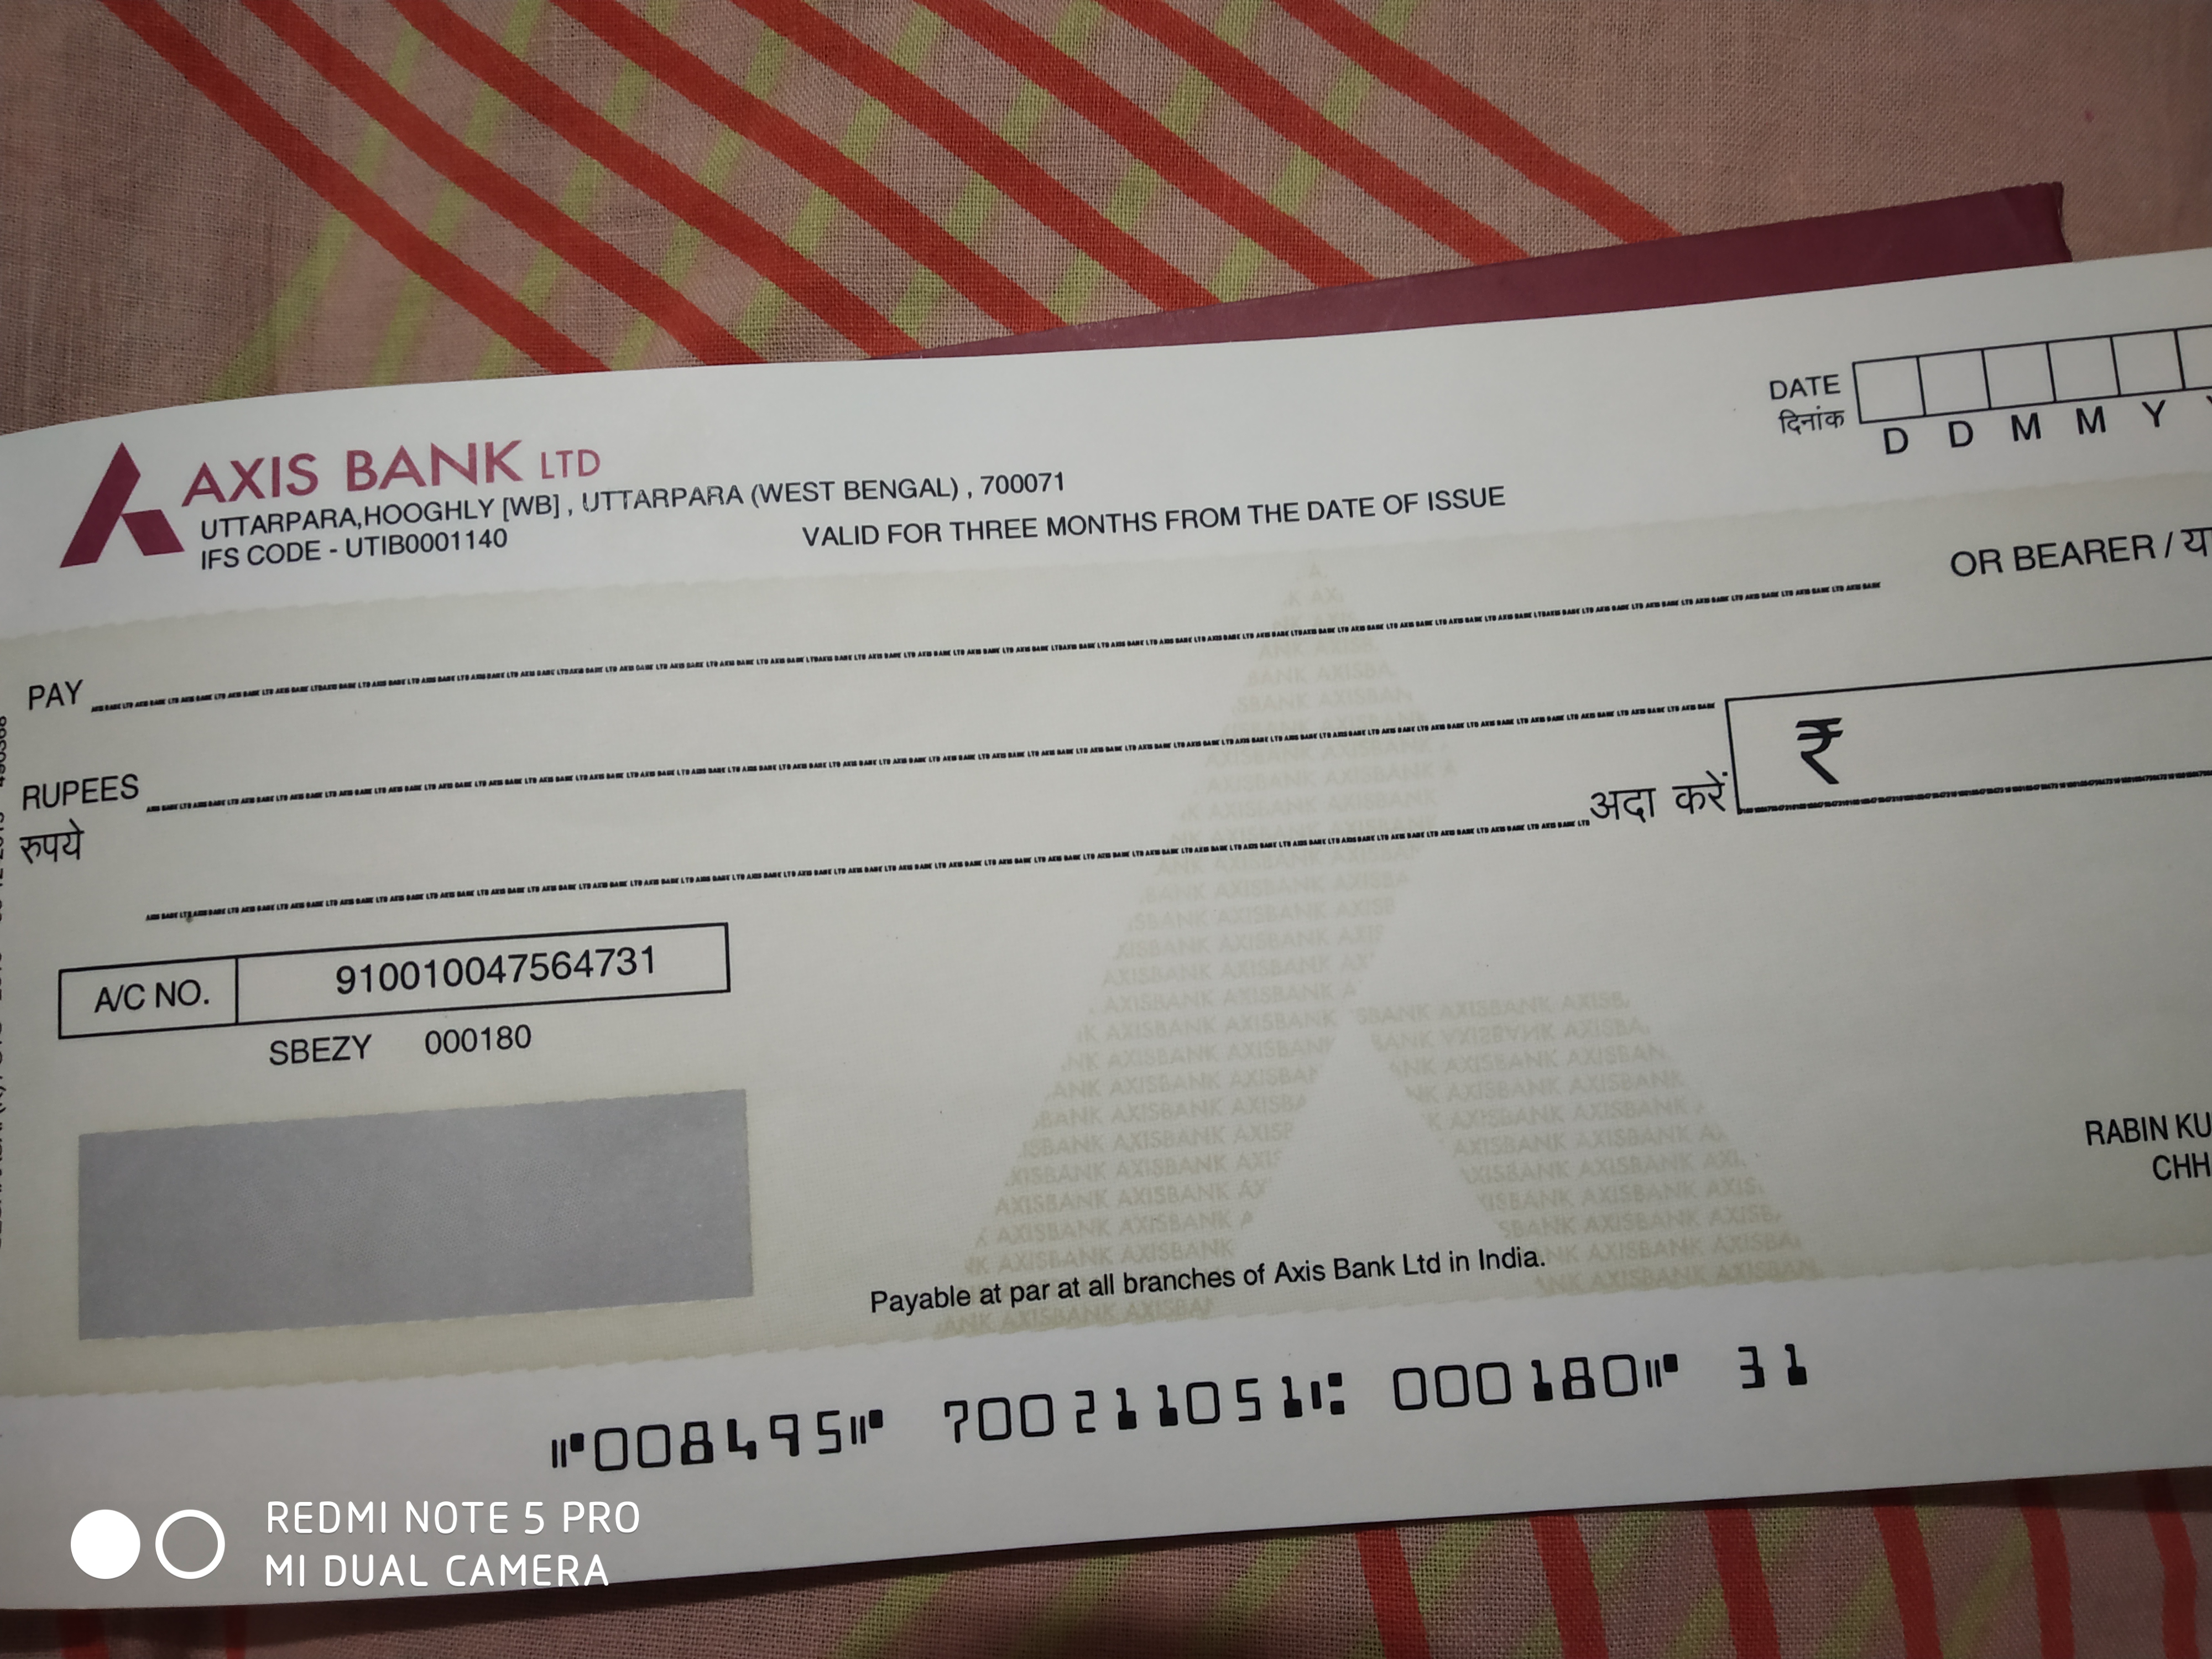 DATE
दिनांक
D D M M Y
AXIS BANK LTD
UTTARPARA,HOOGHLY [WB] , UTTARPARA (WEST BENGAL) , 700071
IFS CODE - UTIB0001140
VALID FOR THREE MONTHS FROM THE DATE OF ISSUE
PAY
OR BEARER / या
RUPEES
रुपये
अदा करें
₹
A/C NO. 910010047564731
SBEZY 000180
RABIN KU
CHH
Payable at par at all branches of Axis Bank Ltd in India.
⑈008495⑈ 700211051⑆ 000180⑈ 31
REDMI NOTE 5 PRO
MI DUAL CAMERA